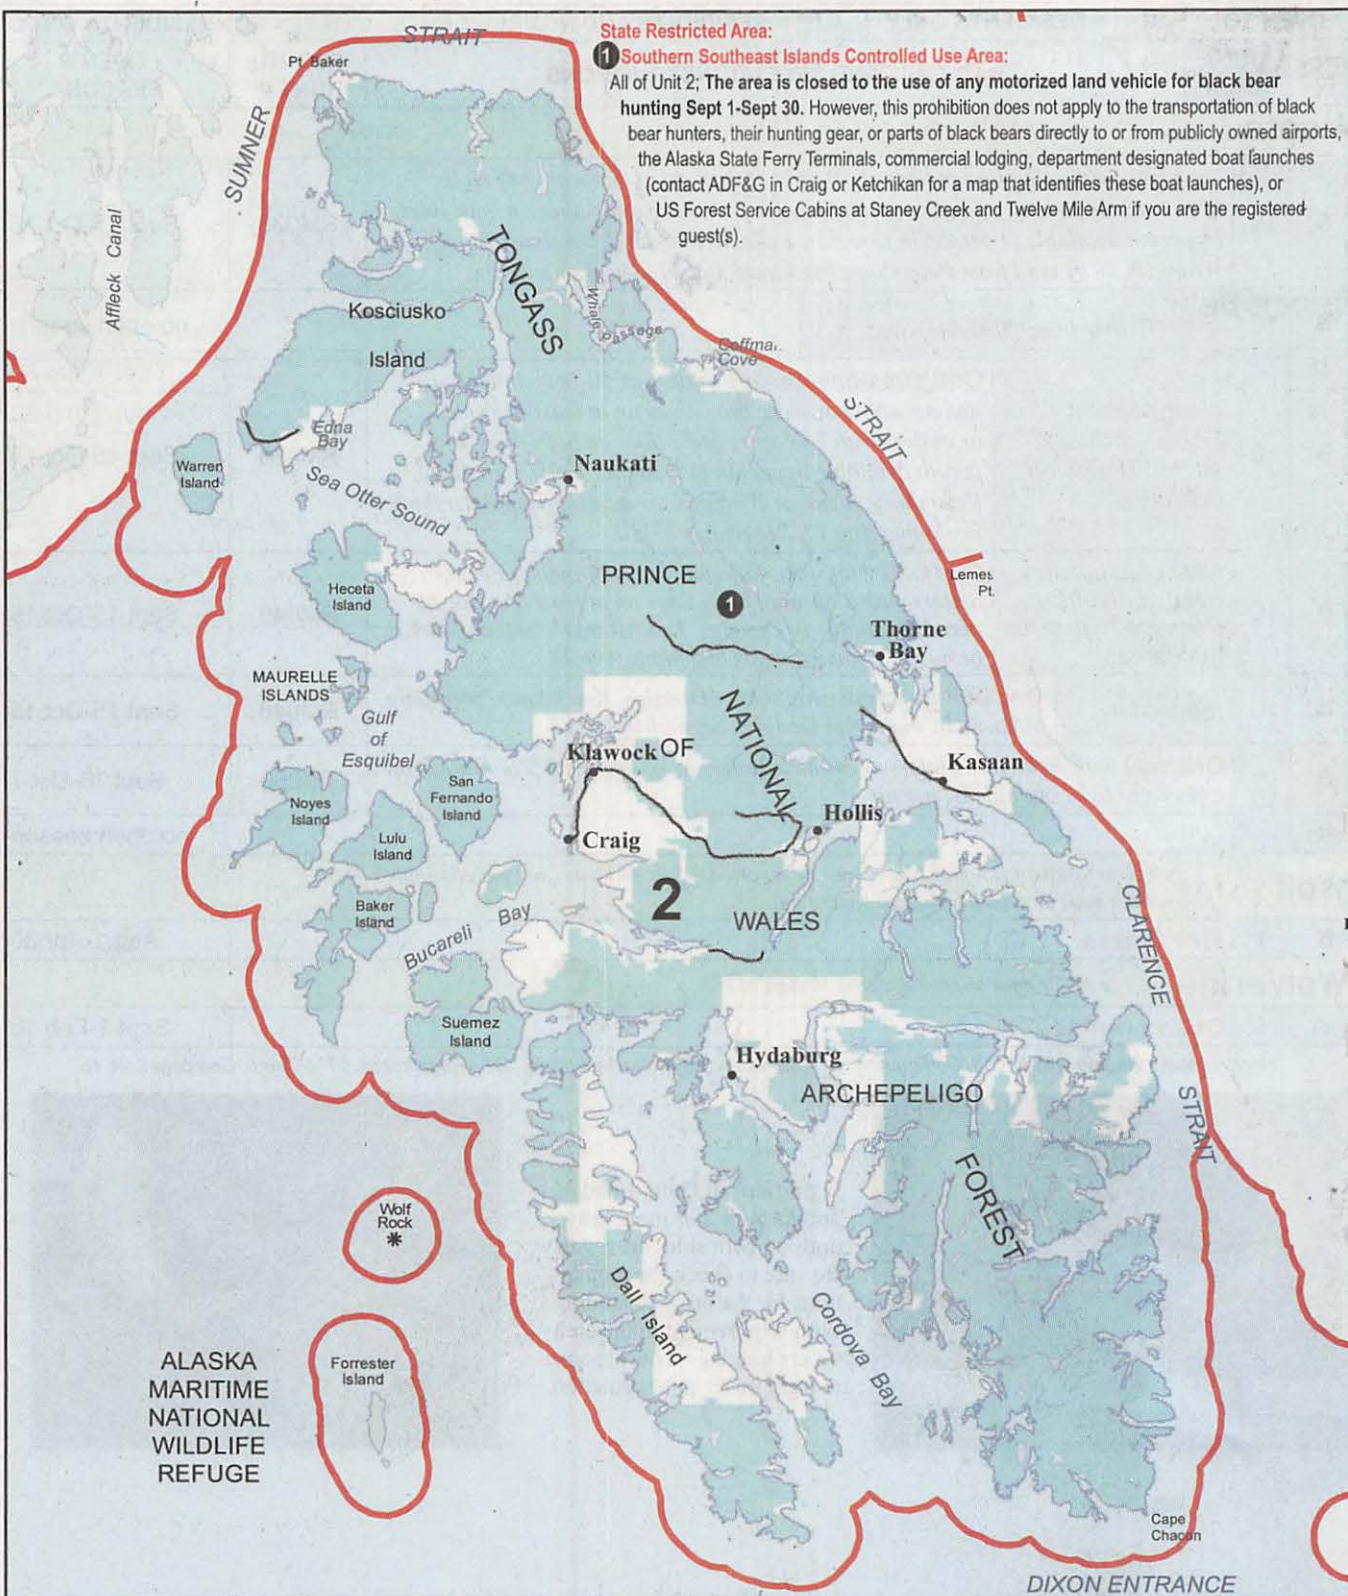 State Restricted Area:
1 Southern Southeast Islands Controlled Use Area:
All of Unit 2; The area is closed to the use of any motorized land vehicle for black bear
hunting Sept 1-Sept 30. However, this prohibition does not apply to the transportation of black
bear hunters, their hunting gear, or parts of black bears directly to or from publicly owned airports,
the Alaska State Ferry Terminals, commercial lodging, department designated boat launches
(contact ADF&G in Craig or Ketchikan for a map that identifies these boat launches), or
US Forest Service Cabins at Staney Creek and Twelve Mile Arm if you are the registered
guest(s).
STRAIT
Pt. Baker
SUMNER
Affleck Canal
TONGASS
Kosciusko
Island
Whale
Passage
Coffma
Cove
STRAIT
Edna
Bay
Warren
Island
Sea Otter Sound
Naukati
Heceta
Island
PRINCE
1
Lemes
Pt.
Thorne
Bay
MAURELLE
ISLANDS
Gulf
of
Esquibel
NATIONAL
Klawock
OF
Kasaan
San
Fernando
Island
Noyes
Island
Lulu
Island
Craig
Hollis
2
Baker
Island
Bucareli Bay
WALES
CLARENCE
Suemez
Island
Hydaburg
ARCHEPELIGO
STRAIT
FOREST
Wolf
Rock
Dall Island
Cordova Bay
ALASKA
MARITIME
NATIONAL
WILDLIFE
REFUGE
Forrester
Island
Cape
Chacon
DIXON ENTRANCE